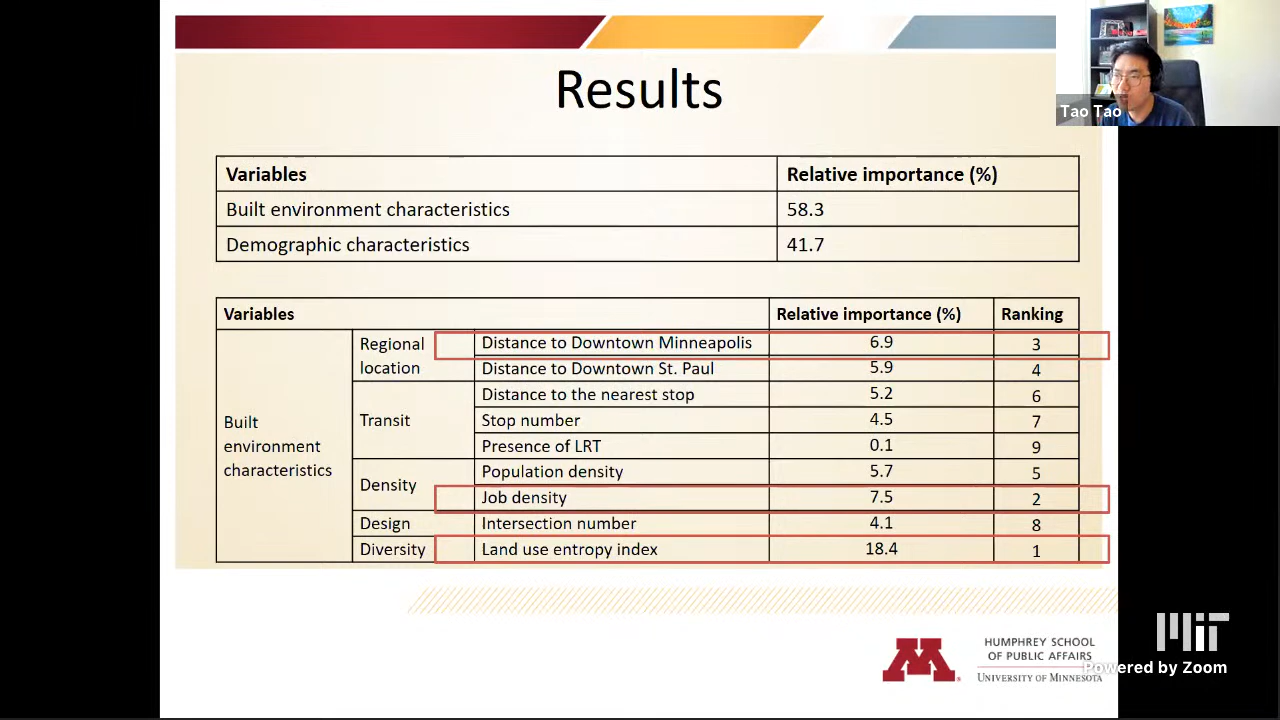 Results
Tao Tao
Variables Relative importance (%)
Built environment characteristics 58.3
Demographic characteristics 41.7
Variables Relative importance (%) Ranking
Built environment characteristics
Regional location
Distance to Downtown Minneapolis 6.9 3
Distance to Downtown St. Paul 5.9 4
Transit
Distance to the nearest stop 5.2 6
Stop number 4.5 7
Presence of LRT 0.1 9
Density
Population density 5.7 5
Job density 7.5 2
Design Intersection number 4.1 8
Diversity Land use entropy index 18.4 1
M
HUMPHREY SCHOOL
OF PUBLIC AFFAIRS
UNIVERSITY OF MINNESOTA
MIT
Powered by Zoom